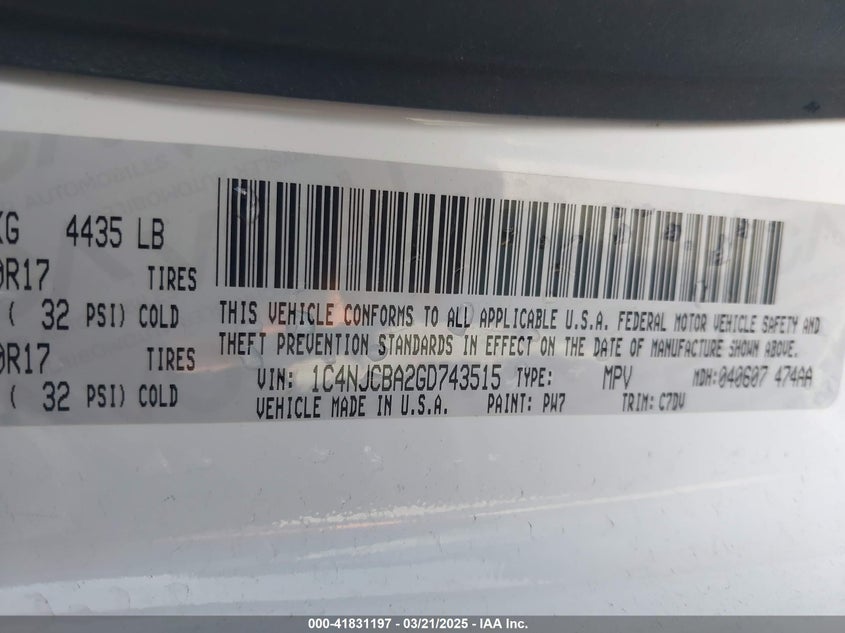 KG 4435 LB
0R17 TIRES
( 32 PSI) COLD
0R17 TIRES
( 32 PSI) COLD
THIS VEHICLE CONFORMS TO ALL APPLICABLE U.S.A. FEDERAL MOTOR VEHICLE SAFETY AND
THEFT PREVENTION STANDARDS IN EFFECT ON THE DATE OF MANUFACTURE SHOWN ABOVE.
VIN: 1C4NJCBA2GD743515 TYPE: MPV MDH: 040607 474AA
VEHICLE MADE IN U.S.A. PAINT: PW7 TRIM: C7DV
000-41831197 - 03/21/2025 - IAA Inc.